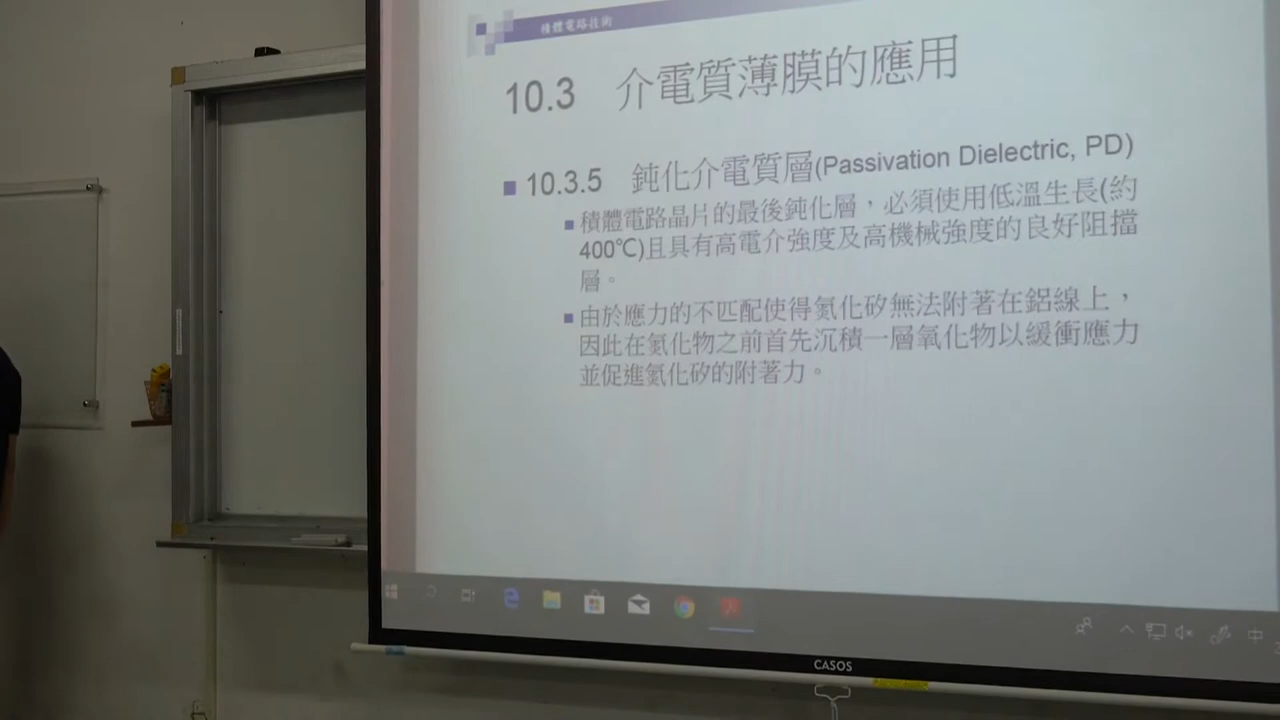 積體電路技術
10.3 介電質薄膜的應用
10.3.5 鈍化介電質層(Passivation Dielectric, PD)
積體電路晶片的最後鈍化層，必須使用低溫生長(約
400℃)且具有高電介強度及高機械強度的良好阻擋
層。
由於應力的不匹配使得氮化矽無法附著在鋁線上，
因此在氮化物之前首先沉積一層氧化物以緩衝應力
並促進氮化矽的附著力。
中
CASOS